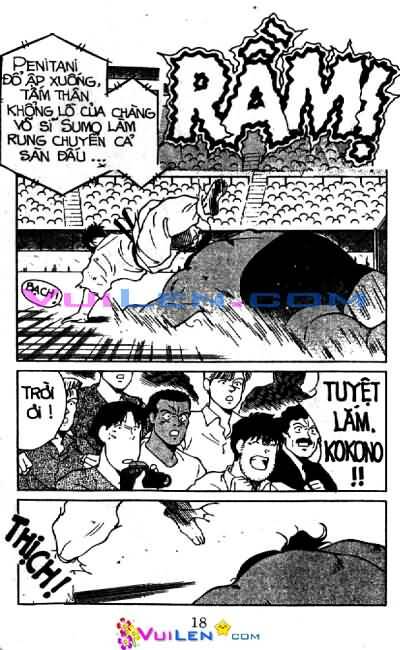 PENITANI
ĐỔ ẬP XUỐNG,
TẤM THÂN
KHỔNG LỒ CỦA CHÀNG
VÕ SĨ SUMO LÀM
RUNG CHUYỂN CẢ
SÀN ĐẤU ...
RẦM!
BẠCH!
VUILEN.COM
TRỜI
ƠI !
TUYỆT
LẮM,
KOKONO
!!
THỊCH!
18
VUILEN COM